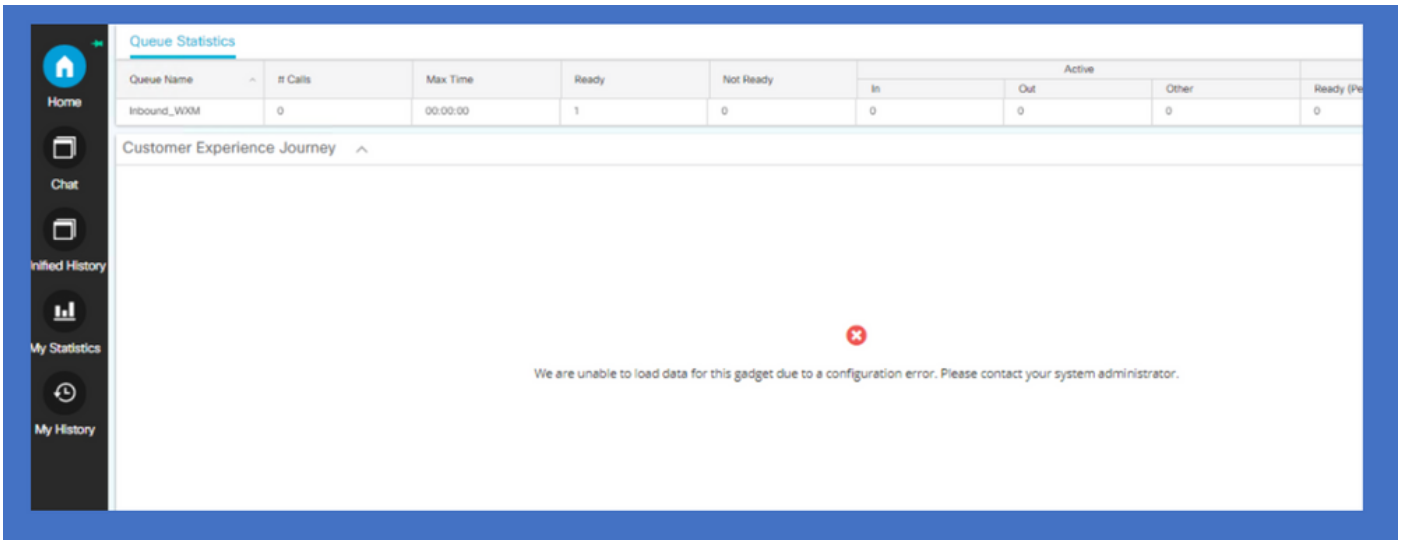 Queue Statistics
Queue Name # Calls Max Time Ready Not Ready Active
In Out Other Ready (Pe
Inbound_WXM 0 00:00:00 1 0 0 0 0 0
Customer Experience Journey
Home
Chat
nified History
My Statistics
My History
We are unable to load data for this gadget due to a configuration error. Please contact your system administrator.